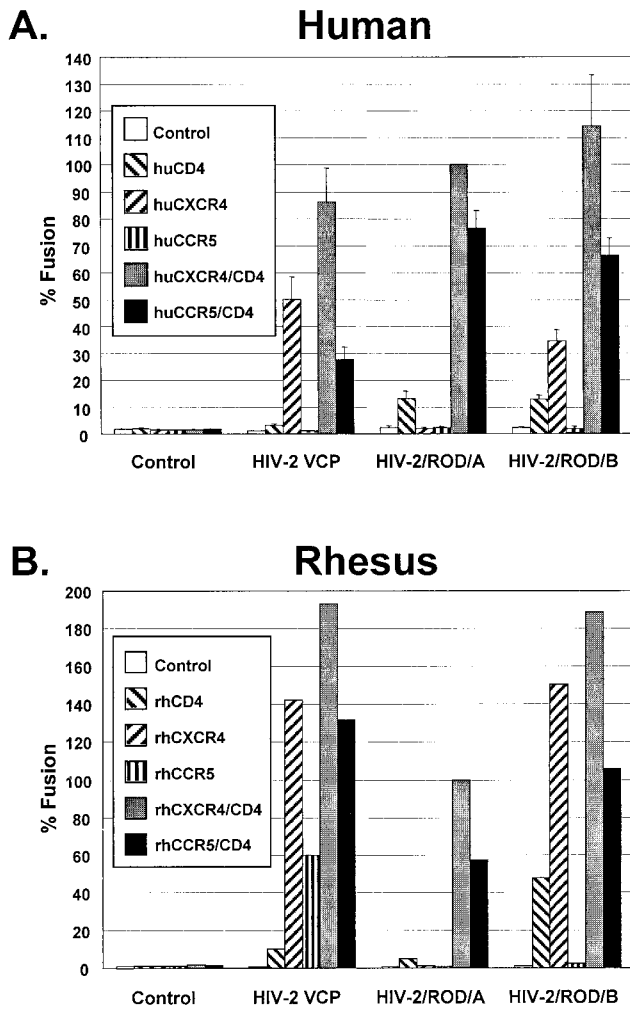 A. Human
140
130
120
110
100
90
80
70
60
50
40
30
20
10
0
% Fusion
Control
huCD4
huCXCR4
huCCR5
huCXCR4/CD4
huCCR5/CD4
Control HIV-2 VCP HIV-2/ROD/A HIV-2/ROD/B
B. Rhesus
200
180
160
140
120
100
80
60
40
20
0
% Fusion
Control
rhCD4
rhCXCR4
rhCCR5
rhCXCR4/CD4
rhCCR5/CD4
Control HIV-2 VCP HIV-2/ROD/A HIV-2/ROD/B